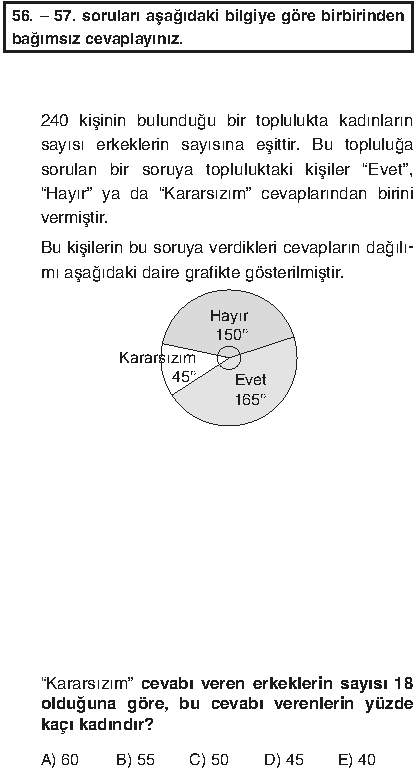 56. – 57. soruları aşağıdaki bilgiye göre birbirinden
bağımsız cevaplayınız.
240 kişinin bulunduğu bir toplulukta kadınların
sayısı erkeklerin sayısına eşittir. Bu topluluğa
sorulan bir soruya topluluktaki kişiler “Evet”,
“Hayır” ya da “Kararsızım” cevaplarından birini
vermiştir.
Bu kişilerin bu soruya verdikleri cevapların dağılı-
mı aşağıdaki daire grafikte gösterilmiştir.
Hayır
150°
Kararsızım
45°
Evet
165°
“Kararsızım” cevabı veren erkeklerin sayısı 18
olduğuna göre, bu cevabı verenlerin yüzde
kaçı kadındır?
A) 60 B) 55 C) 50 D) 45 E) 40